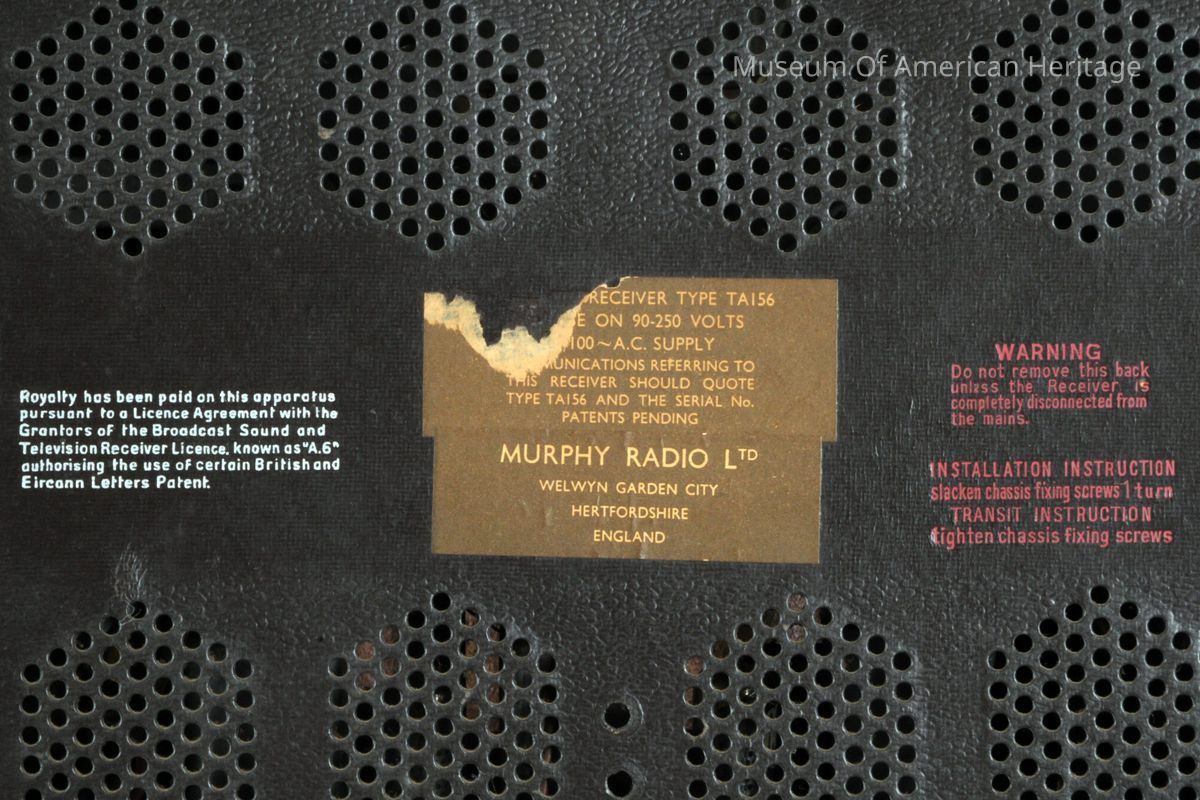 Museum Of American Heritage
Royalty has been paid on this apparatus
pursuant to a Licence Agreement with the
Grantors of the Broadcast Sound and
Television Receiver Licence, known as "A.6"
authorising the use of certain British and
Eireann Letters Patent.
RECEIVER TYPE TA156
ON 90-250 VOLTS
100~A.C. SUPPLY
REFERRING TO
THIS RECEIVER SHOULD QUOTE
TYPE TA156 AND THE SERIAL No.
PATENTS PENDING
MURPHY RADIO LTD
WELWYN GARDEN CITY
HERTFORDSHIRE
ENGLAND
WARNING
Do not remove this back
unless the Receiver is
completely disconnected from
the mains.
INSTALLATION INSTRUCTION
slacken chassis fixing screws 1 turn
TRANSIT INSTRUCTION
tighten chassis fixing screws